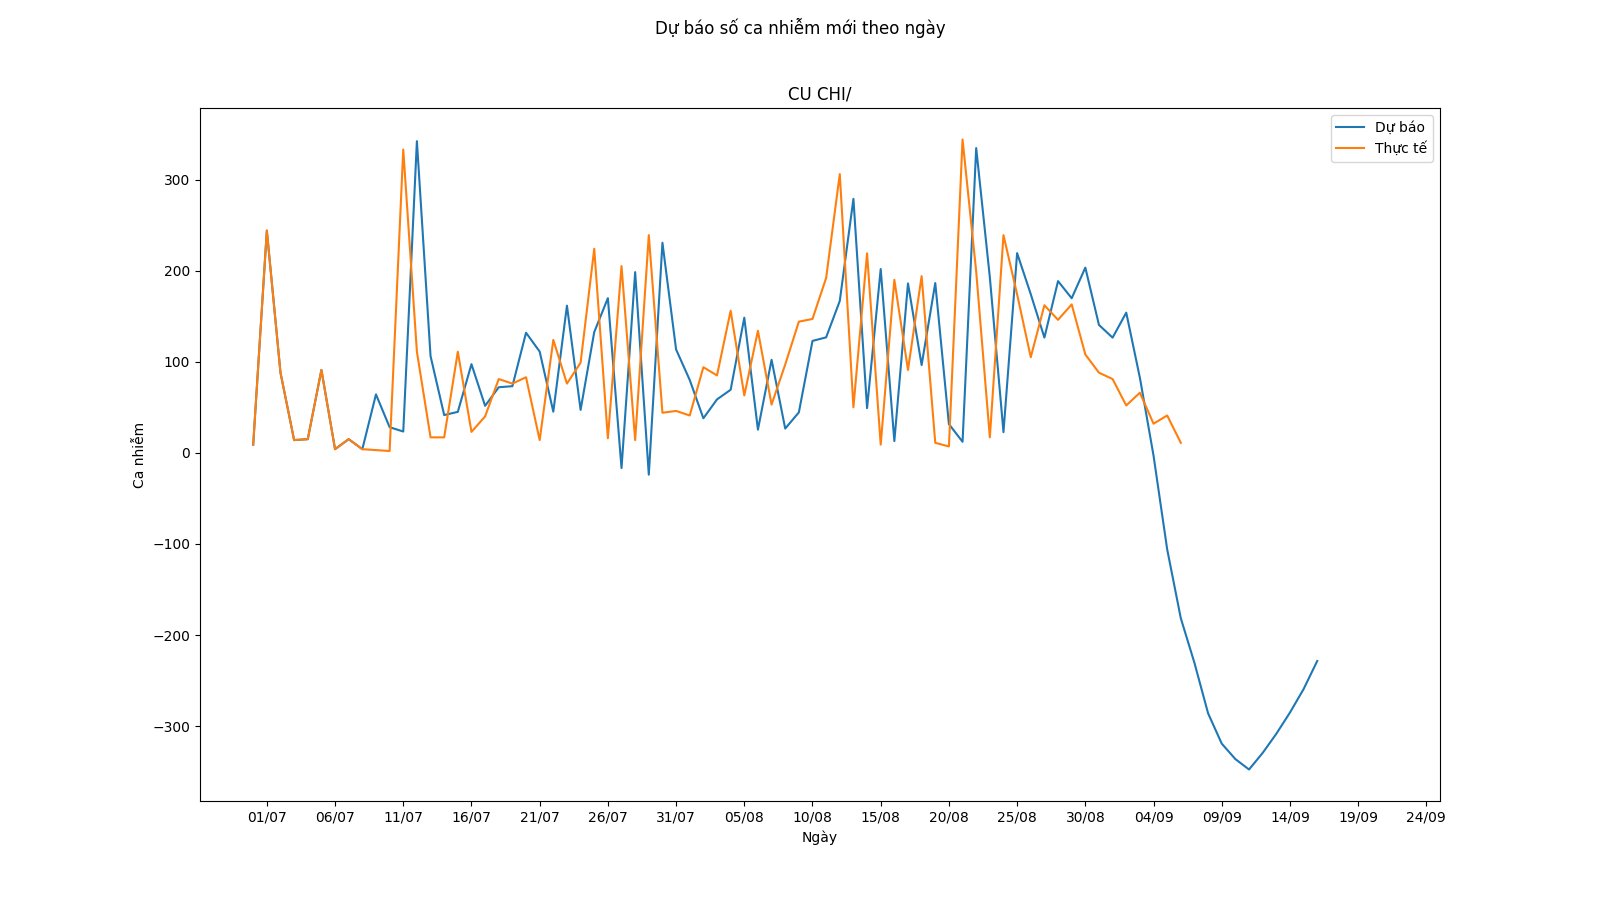 Dự báo số ca nhiễm mới theo ngày
CU CHI/
Dự báo
Thực tế
300
200
100
0
−100
−200
−300
Ca nhiễm
01/07 06/07 11/07 16/07 21/07 26/07 31/07 05/08 10/08 15/08 20/08 25/08 30/08 04/09 09/09 14/09 19/09 24/09
Ngày